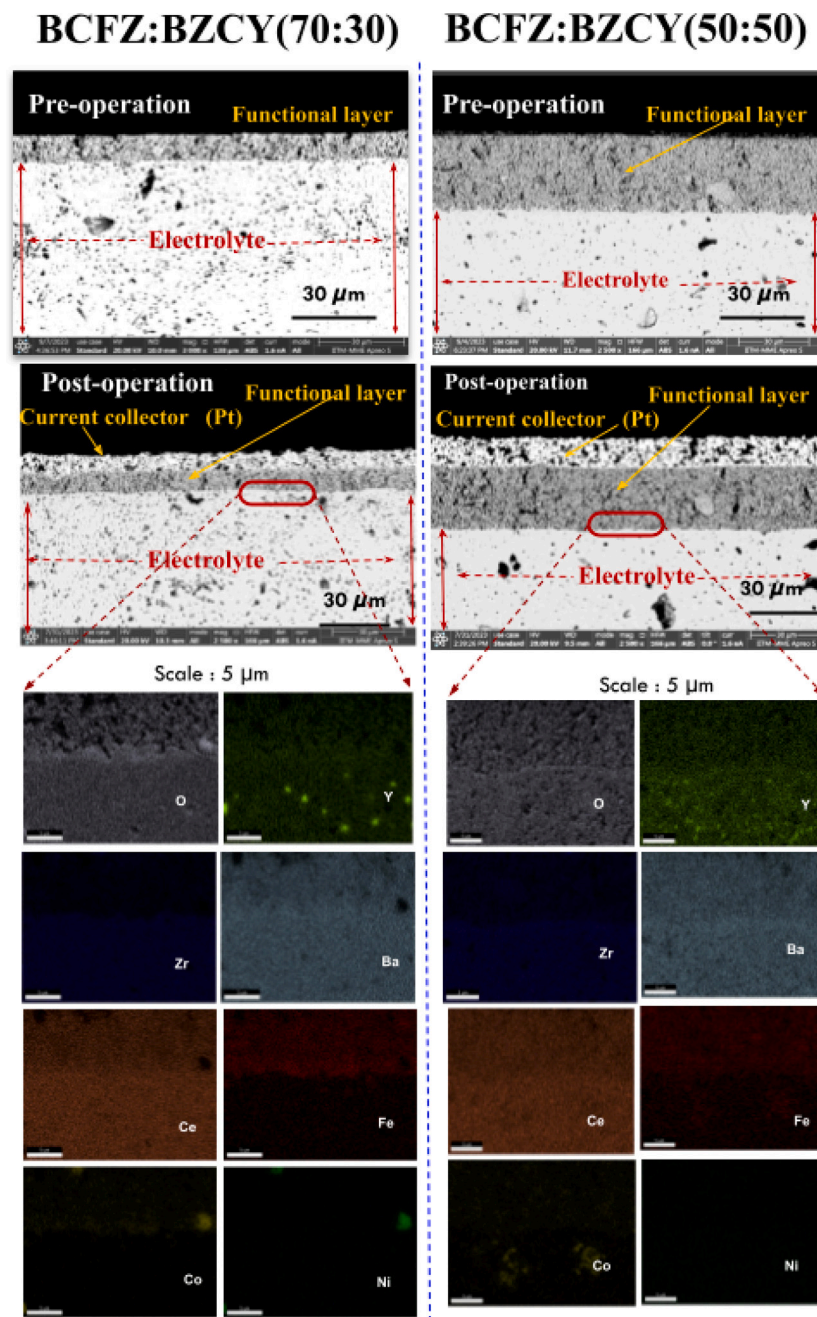 BCFZ:BZCY(70:30)
BCFZ:BZCY(50:50)
Pre-operation
Functional layer
Electrolyte
30 µm
Pre-operation
Functional layer
Electrolyte
30 µm
Post-operation
Functional layer
Current collector (Pt)
Electrolyte
30 µm
Post-operation
Functional layer
Current collector (Pt)
Electrolyte
30 µm
Scale : 5 µm
O
Y
Zr
Ba
Ce
Fe
Co
Ni
Scale : 5 µm
O
Y
Zr
Ba
Ce
Fe
Co
Ni